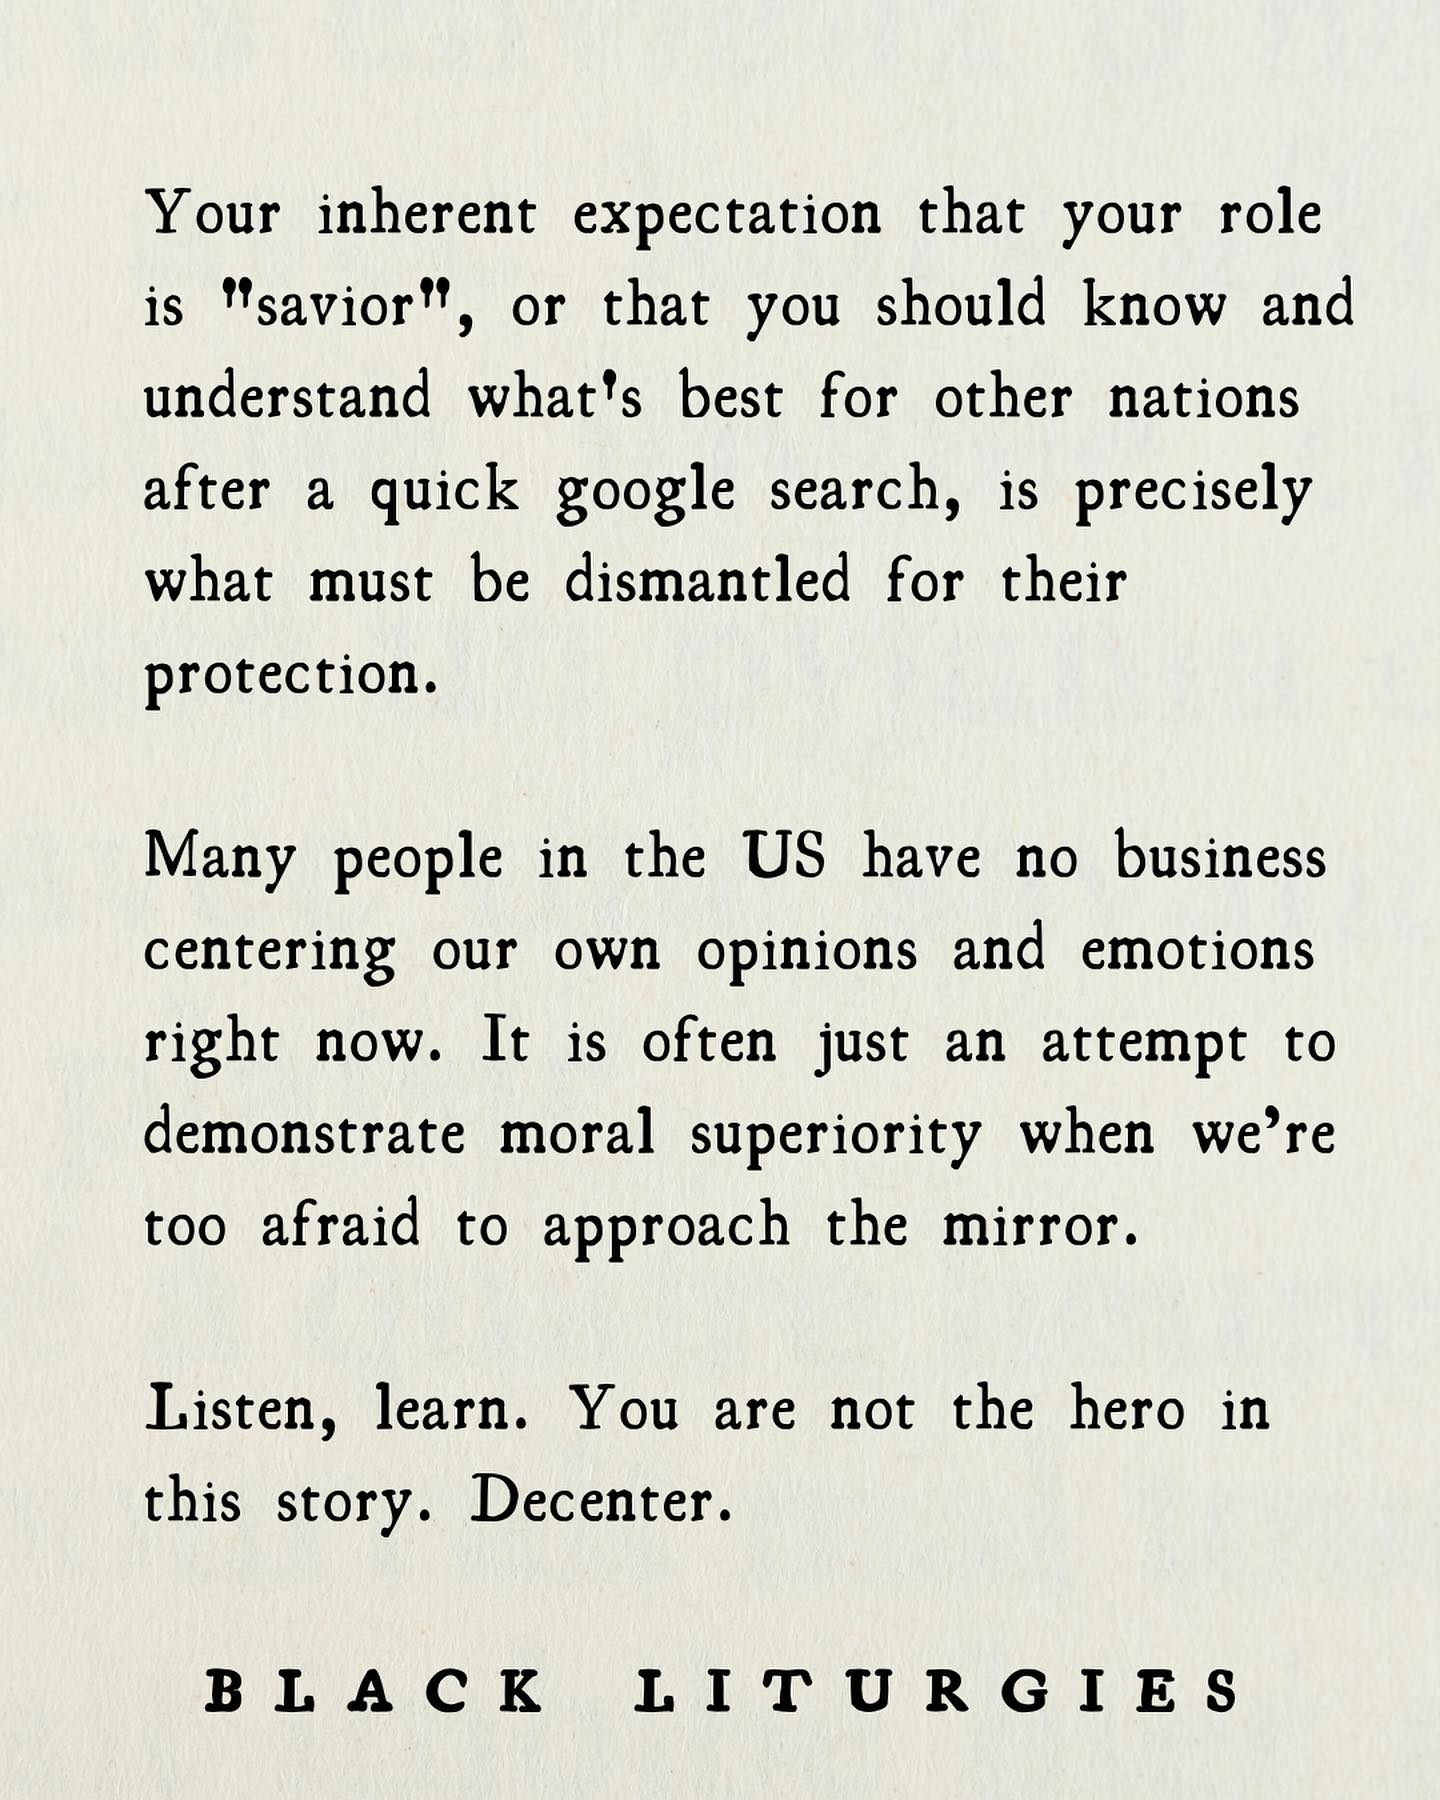 Your inherent expectation that your role
is "savior", or that you should know and
understand what's best for other nations
after a quick google search, is precisely
what must be dismantled for their
protection.
Many people in the US have no business
centering our own opinions and emotions
right now. It is often just an attempt to
demonstrate moral superiority when we’re
too afraid to approach the mirror.
Listen, learn. You are not the hero in
this story. Decenter.
BLACK LITURGIES